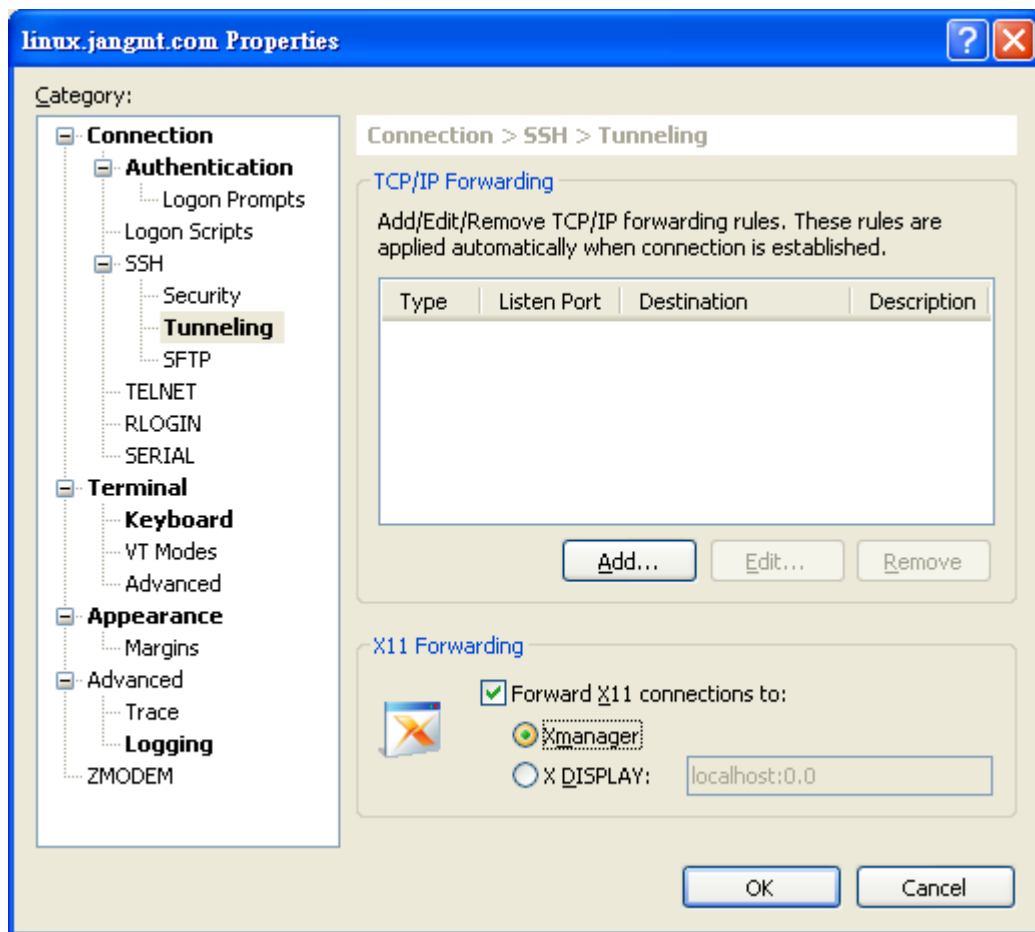 linux.jangmt.com Properties
Category:
Connection
Authentication
Logon Prompts
Logon Scripts
SSH
Security
Tunneling
SFTP
TELNET
RLOGIN
SERIAL
Terminal
Keyboard
VT Modes
Advanced
Appearance
Margins
Advanced
Trace
Logging
ZMODEM
Connection > SSH > Tunneling
TCP/IP Forwarding
Add/Edit/Remove TCP/IP forwarding rules. These rules are
applied automatically when connection is established.
Type Listen Port Destination Description
Add... Edit... Remove
X11 Forwarding
Forward X11 connections to:
Xmanager
X DISPLAY: localhost:0.0
OK Cancel